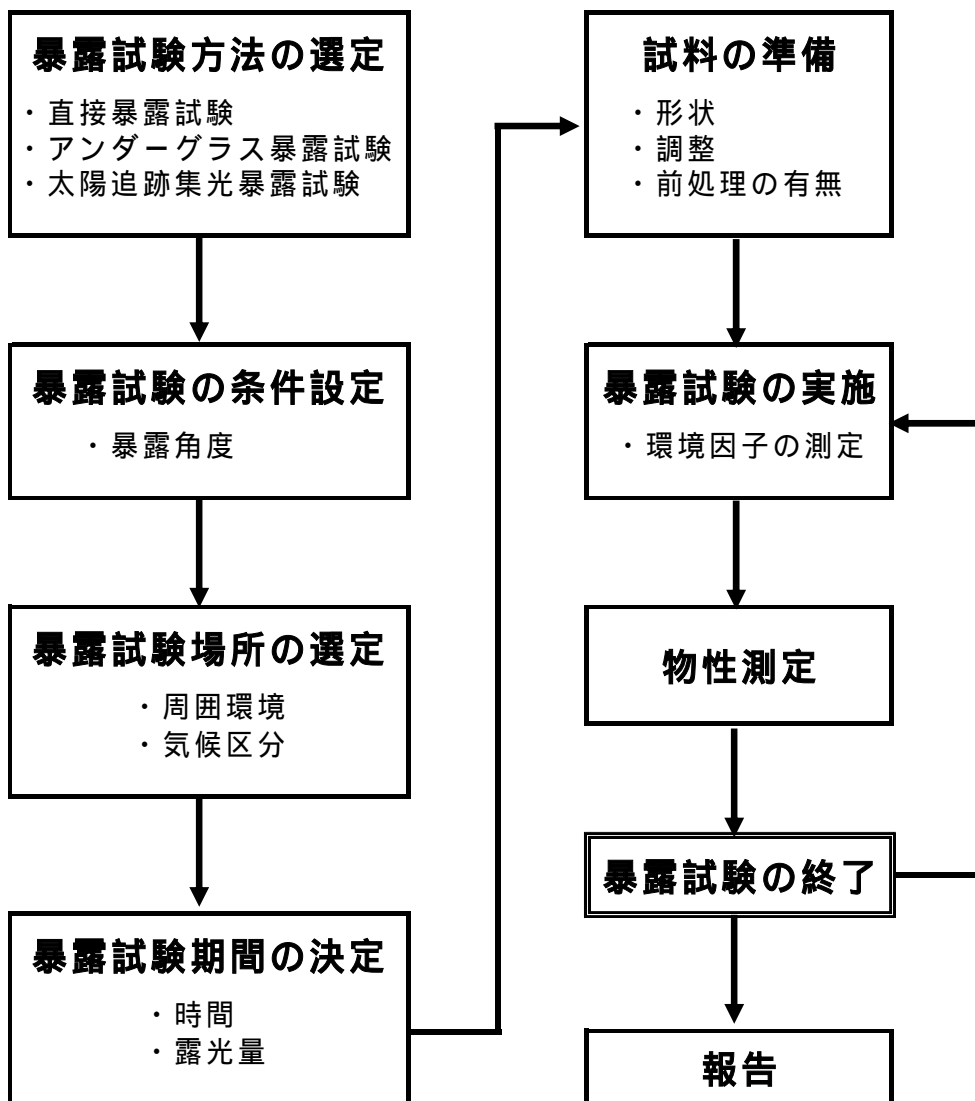 暴露試験方法の選定
・直接暴露試験
・アンダーグラス暴露試験
・太陽追跡集光暴露試験
暴露試験の条件設定
・暴露角度
暴露試験場所の選定
・周囲環境
・気候区分
暴露試験期間の決定
・時間
・露光量
試料の準備
・形状
・調整
・前処理の有無
暴露試験の実施
・環境因子の測定
物性測定
暴露試験の終了
報告